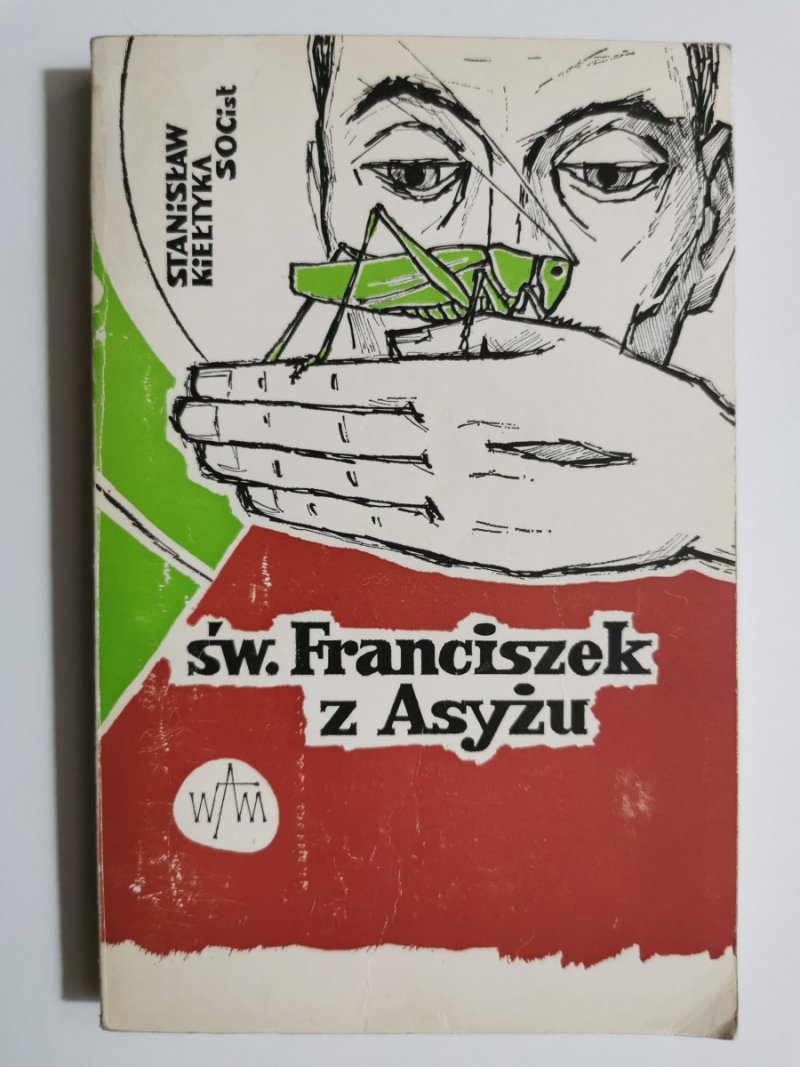 STANiSŁAW
KiEŁTYKA
SOCist
św. Franciszek
z Asyżu
WAM